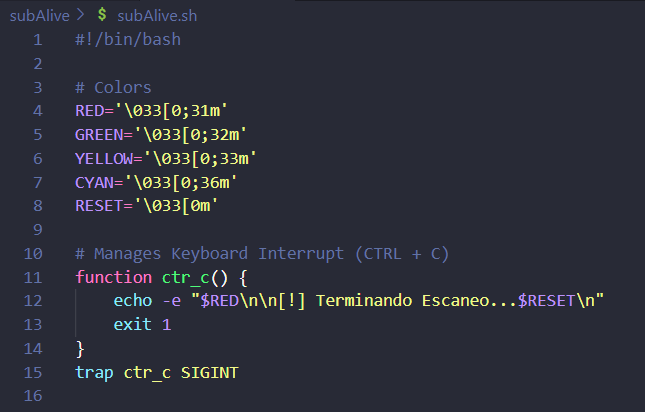 subAlive > $ subAlive.sh
1 #!/bin/bash
2
3 # Colors
4 RED='\033[0;31m'
5 GREEN='\033[0;32m'
6 YELLOW='\033[0;33m'
7 CYAN='\033[0;36m'
8 RESET='\033[0m'
9
10 # Manages Keyboard Interrupt (CTRL + C)
11 function ctr_c() {
12     echo -e "$RED\n\n[!] Terminando Escaneo...$RESET\n"
13     exit 1
14 }
15 trap ctr_c SIGINT
16